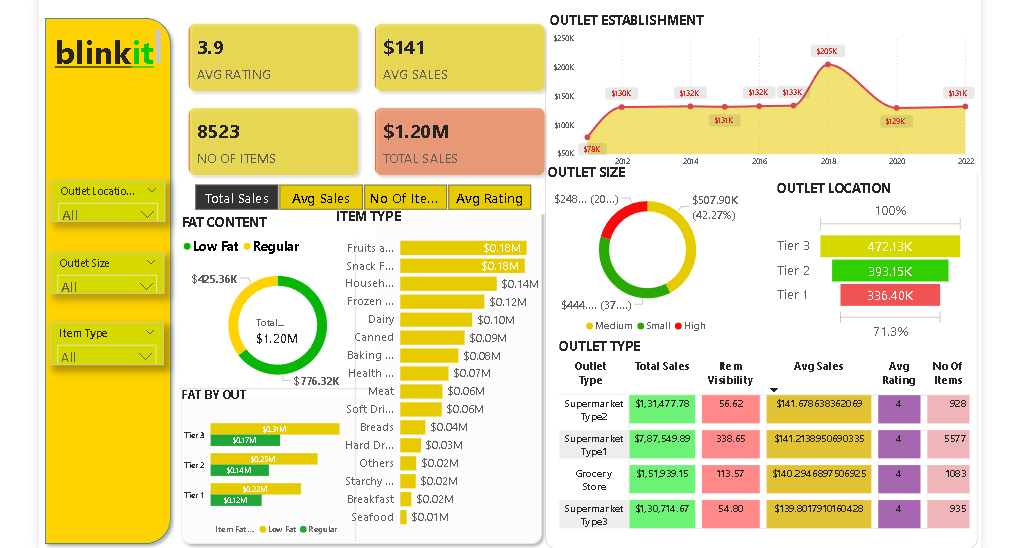 blinkit
3.9
AVG RATING
$141
AVG SALES
8523
NO OF ITEMS
$1.20M
TOTAL SALES
Outlet Locatio...
All
Outlet Size
All
Item Type
All
Total Sales
Avg Sales
No Of Ite...
Avg Rating
FAT CONTENT
Low Fat
Regular
$425.36K
Total...
$1.20M
$776.32K
FAT BY OUT
Tier 3
$0.31M
$0.17M
Tier 2
$0.25M
$0.14M
Tier 1
$0.22M
$0.12M
Item Fat...
Low Fat
Regular
ITEM TYPE
Fruits a...
$0.18M
Snack F...
$0.18M
Househ...
$0.14M
Frozen ...
$0.12M
Dairy
$0.10M
Canned
$0.09M
Baking ...
$0.08M
Health ...
$0.07M
Meat
$0.06M
Soft Dri...
$0.06M
Breads
$0.04M
Hard Dr...
$0.03M
Others
$0.02M
Starchy ...
$0.02M
Breakfast
$0.02M
Seafood
$0.01M
OUTLET ESTABLISHMENT
$250K
$200K
$150K
$100K
$50K
$78K
$130K
$132K
$131K
$132K
$133K
$205K
$129K
$131K
2012
2014
2016
2018
2020
2022
OUTLET SIZE
$248... (20...)
$507.90K
(42.27%)
$444.... (37....)
Medium
Small
High
OUTLET LOCATION
100%
Tier 3
472.13K
Tier 2
393.15K
Tier 1
336.40K
71.3%
OUTLET TYPE
Outlet Type
Total Sales
Item Visibility
Avg Sales
Avg Rating
No Of Items
Supermarket Type2
$1,31,477.78
56.62
$141.678638362069
4
928
Supermarket Type1
$7,87,549.89
338.65
$141.2138950690335
4
5577
Grocery Store
$1,51,939.15
113.57
$140.2946897506925
4
1083
Supermarket Type3
$1,30,714.67
54.80
$139.8017910160428
4
935